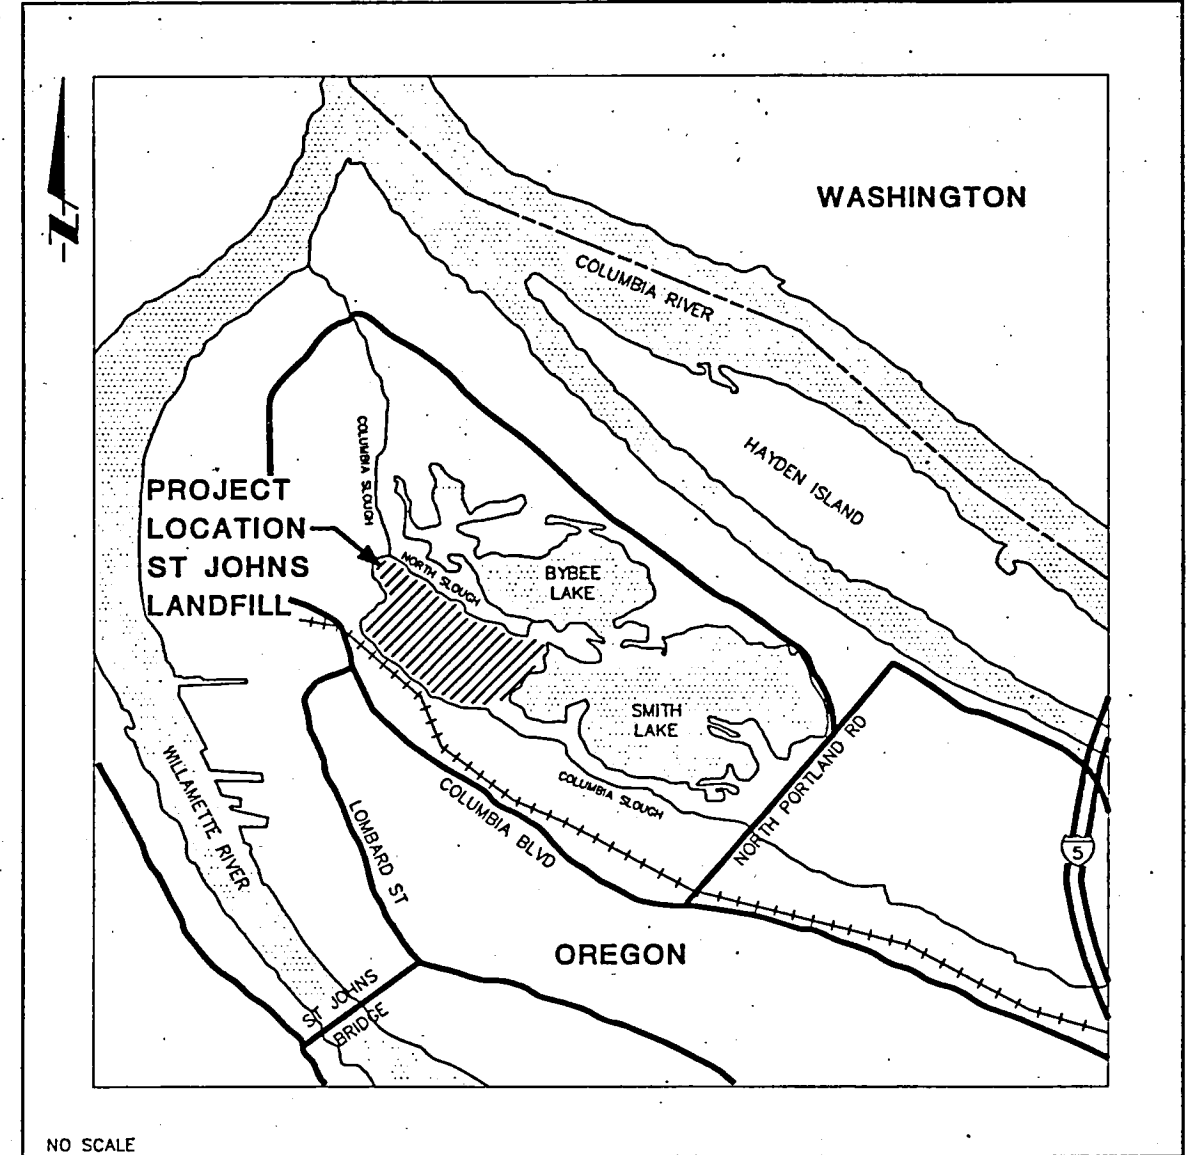 WASHINGTON
COLUMBIA RIVER
HAYDEN ISLAND
COLUMBIA SLOUGH
PROJECT
LOCATION
ST JOHNS
LANDFILL
NORTH SLOUGH
BYBEE
LAKE
SMITH
LAKE
N
WILLAMETTE RIVER
LOMBARD ST
COLUMBIA BLVD
COLUMBIA SLOUGH
NORTH PORTLAND RD
5
OREGON
ST JOHNS
BRIDGE
NO SCALE